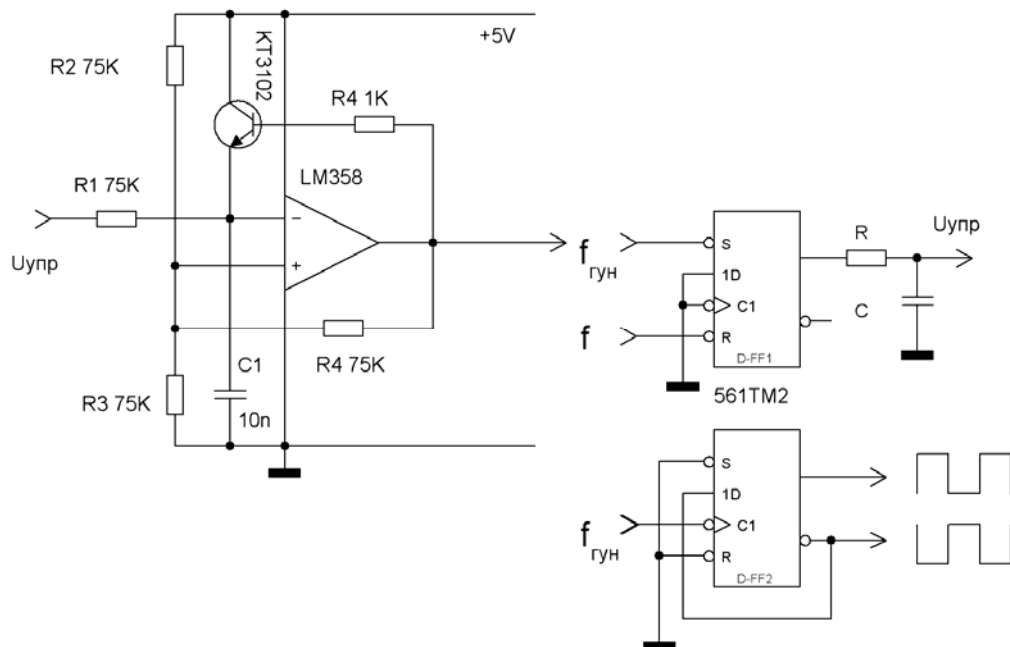 +5V
KT3102
R2 75K
R4 1K
LM358
R1 75K
Uупр
−
+
R4 75K
C1
10n
R3 75K
fгун
f
S
1D
C1
R
D-FF1
R
C
Uупр
561TM2
fгун
S
1D
C1
R
D-FF2